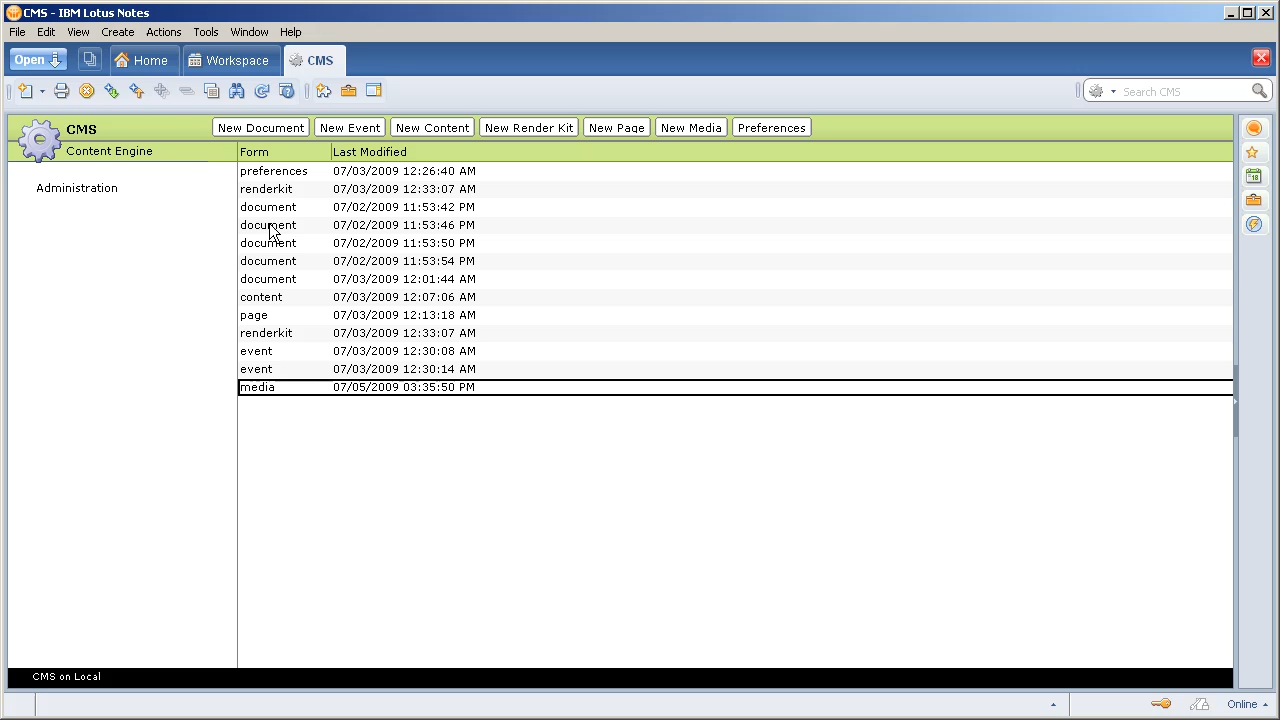 CMS - IBM Lotus Notes
File Edit View Create Actions Tools Window Help
Open Home Workspace CMS
Search CMS
CMS New Document New Event New Content New Render Kit New Page New Media Preferences
Content Engine
Form Last Modified
Administration
preferences 07/03/2009 12:26:40 AM
renderkit 07/03/2009 12:33:07 AM
document 07/02/2009 11:53:42 PM
document 07/02/2009 11:53:46 PM
document 07/02/2009 11:53:50 PM
document 07/02/2009 11:53:54 PM
document 07/03/2009 12:01:44 AM
content 07/03/2009 12:07:06 AM
page 07/03/2009 12:13:18 AM
renderkit 07/03/2009 12:33:07 AM
event 07/03/2009 12:30:08 AM
event 07/03/2009 12:30:14 AM
media 07/05/2009 03:35:50 PM
CMS on Local
Online